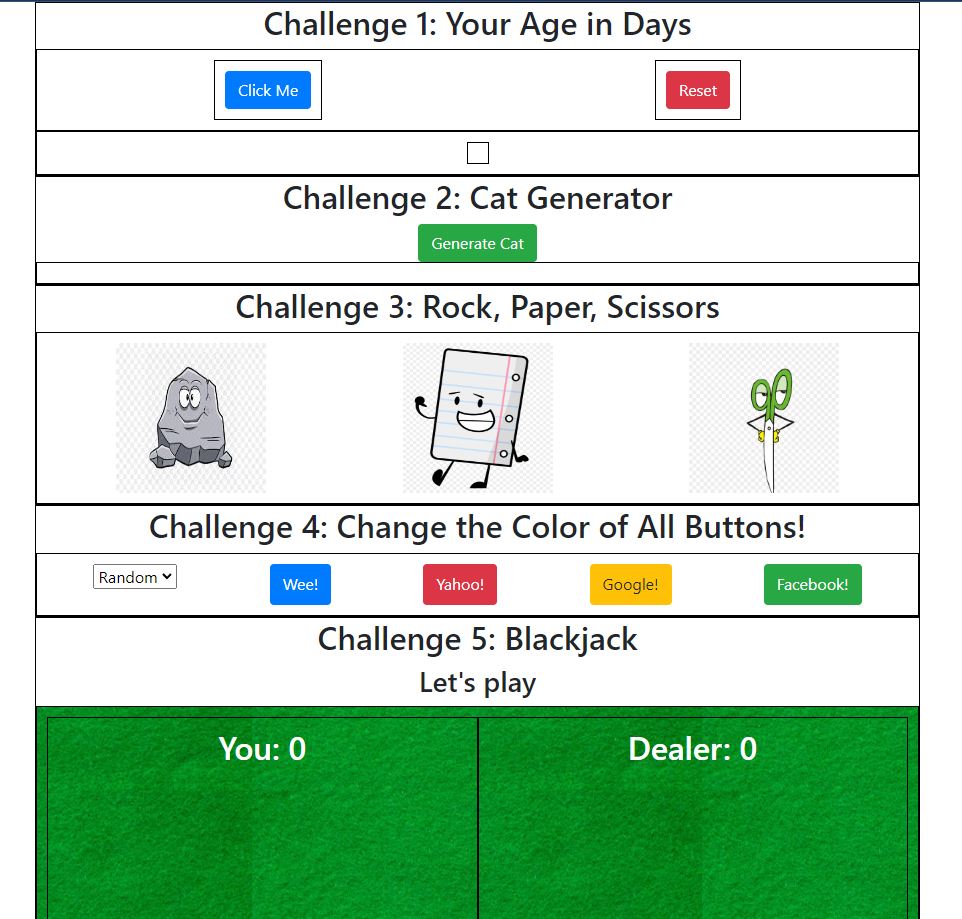 Challenge 1: Your Age in Days
Click Me Reset
Challenge 2: Cat Generator
Generate Cat
Challenge 3: Rock, Paper, Scissors
Challenge 4: Change the Color of All Buttons!
Random Wee! Yahoo! Google! Facebook!
Challenge 5: Blackjack
Let's play
You: 0 Dealer: 0